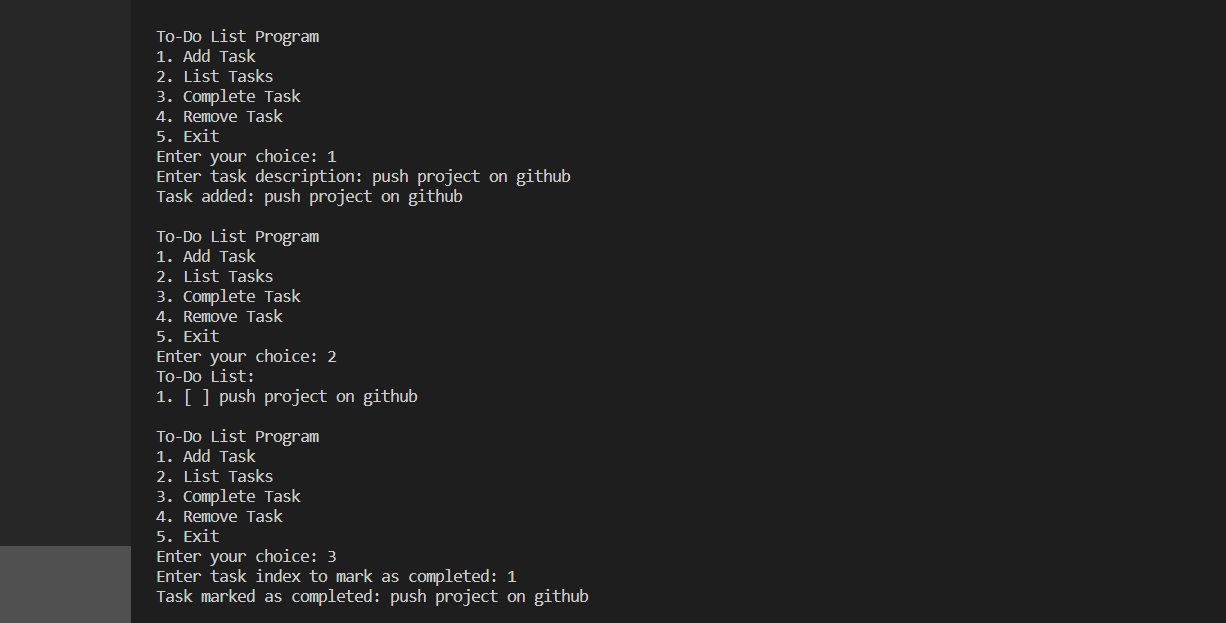 To-Do List Program
1. Add Task
2. List Tasks
3. Complete Task
4. Remove Task
5. Exit
Enter your choice: 1
Enter task description: push project on github
Task added: push project on github
To-Do List Program
1. Add Task
2. List Tasks
3. Complete Task
4. Remove Task
5. Exit
Enter your choice: 2
To-Do List:
1. [ ] push project on github
To-Do List Program
1. Add Task
2. List Tasks
3. Complete Task
4. Remove Task
5. Exit
Enter your choice: 3
Enter task index to mark as completed: 1
Task marked as completed: push project on github